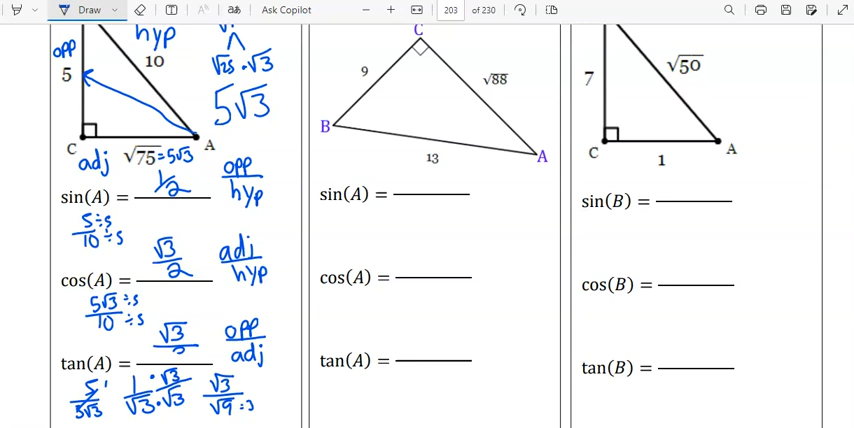 Draw
Ask Copilot
203 of 230
opp
hyp
5
10
√25 · √3
5√3
C
A
adj
√75 = 5√3
opp
hyp
sin(A) = 1/2
5 ÷5
10 ÷5
adj
hyp
cos(A) = √3/2
5√3 ÷5
10 ÷5
opp
adj
tan(A) = √3
5 1
5√3
1 · √3
√3 · √3
√3
√9 =3
C
9
√88
B
A
13
sin(A) =
cos(A) =
tan(A) =
7
√50
C
A
1
sin(B) =
cos(B) =
tan(B) =